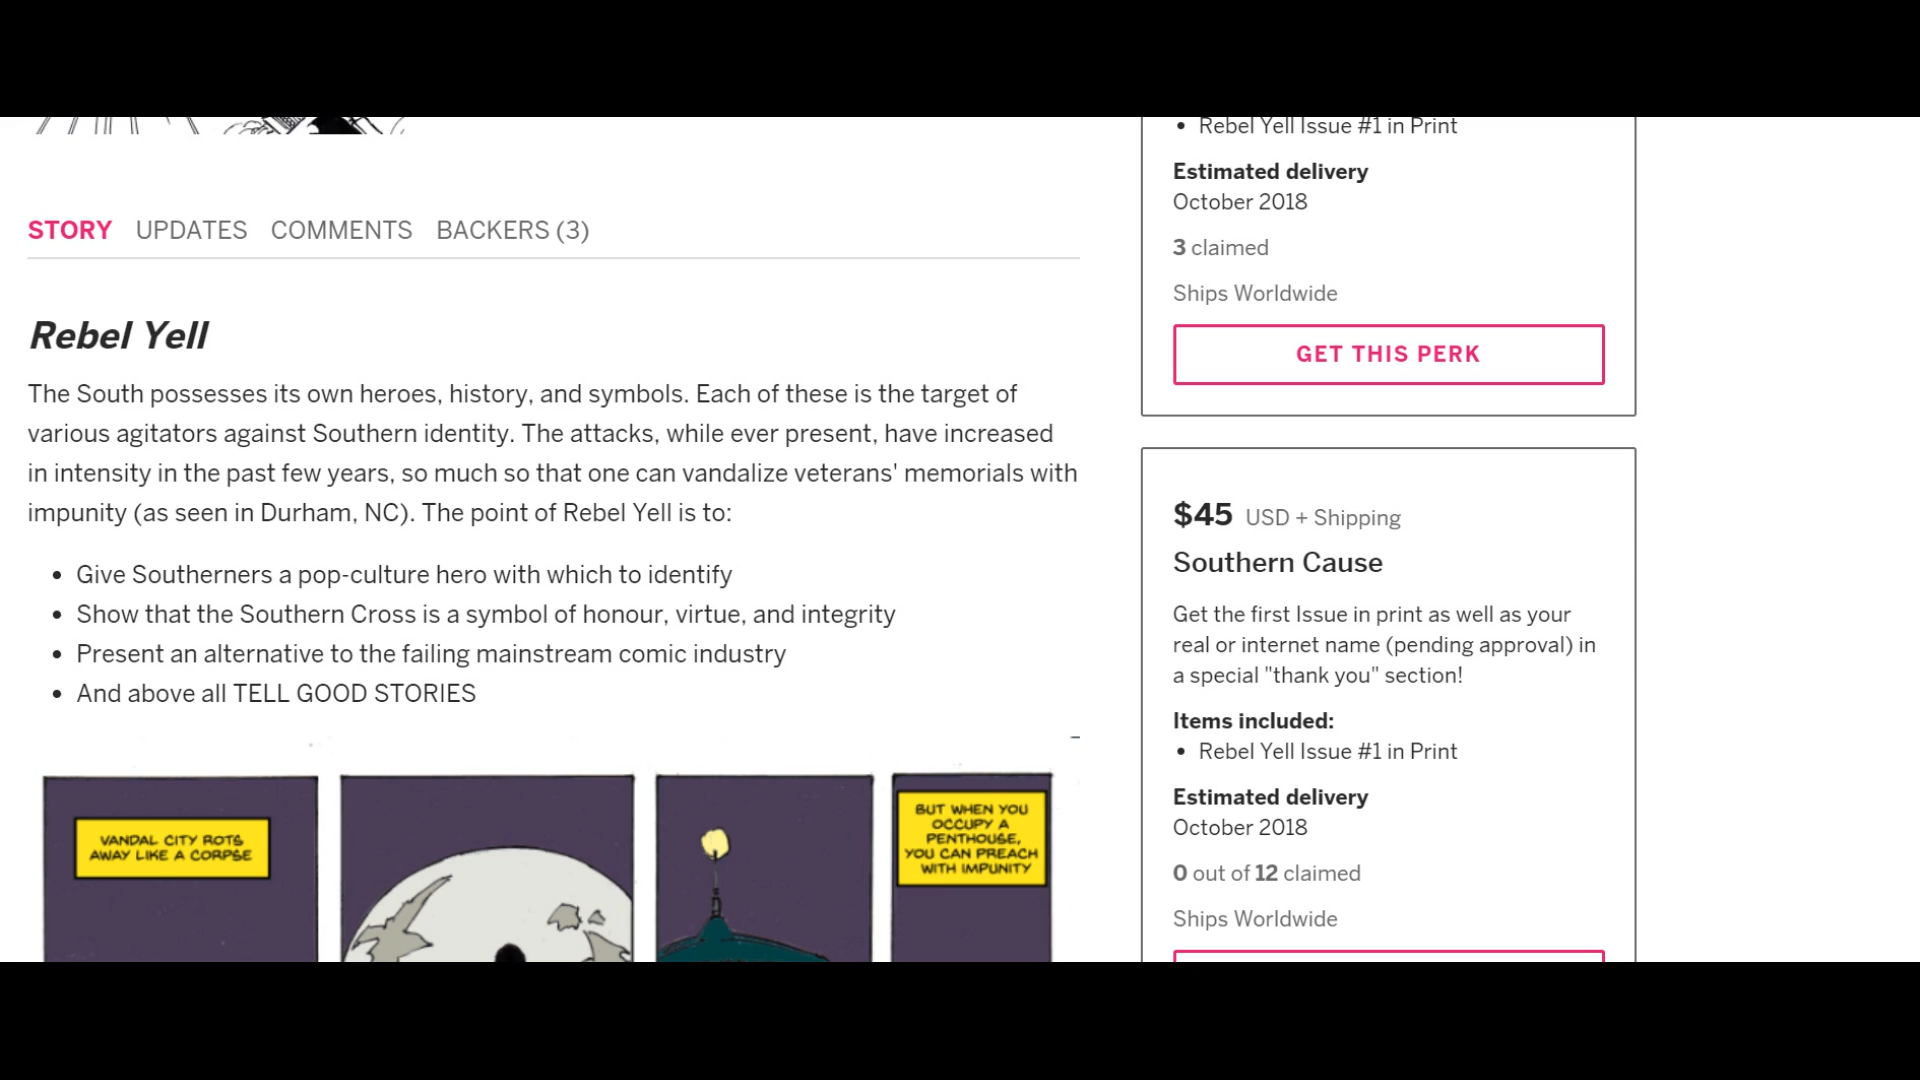 STORY UPDATES COMMENTS BACKERS (3)
Rebel Yell
The South possesses its own heroes, history, and symbols. Each of these is the target of
various agitators against Southern identity. The attacks, while ever present, have increased
in intensity in the past few years, so much so that one can vandalize veterans' memorials with
impunity (as seen in Durham, NC). The point of Rebel Yell is to:
• Give Southerners a pop-culture hero with which to identify
• Show that the Southern Cross is a symbol of honour, virtue, and integrity
• Present an alternative to the failing mainstream comic industry
• And above all TELL GOOD STORIES
VANDAL CITY ROTS
AWAY LIKE A CORPSE
BUT WHEN YOU
OCCUPY A
PENTHOUSE,
YOU CAN PREACH
WITH IMPUNITY
• Rebel Yell Issue #1 in Print
Estimated delivery
October 2018
3 claimed
Ships Worldwide
GET THIS PERK
$45 USD + Shipping
Southern Cause
Get the first Issue in print as well as your
real or internet name (pending approval) in
a special "thank you" section!
Items included:
• Rebel Yell Issue #1 in Print
Estimated delivery
October 2018
0 out of 12 claimed
Ships Worldwide